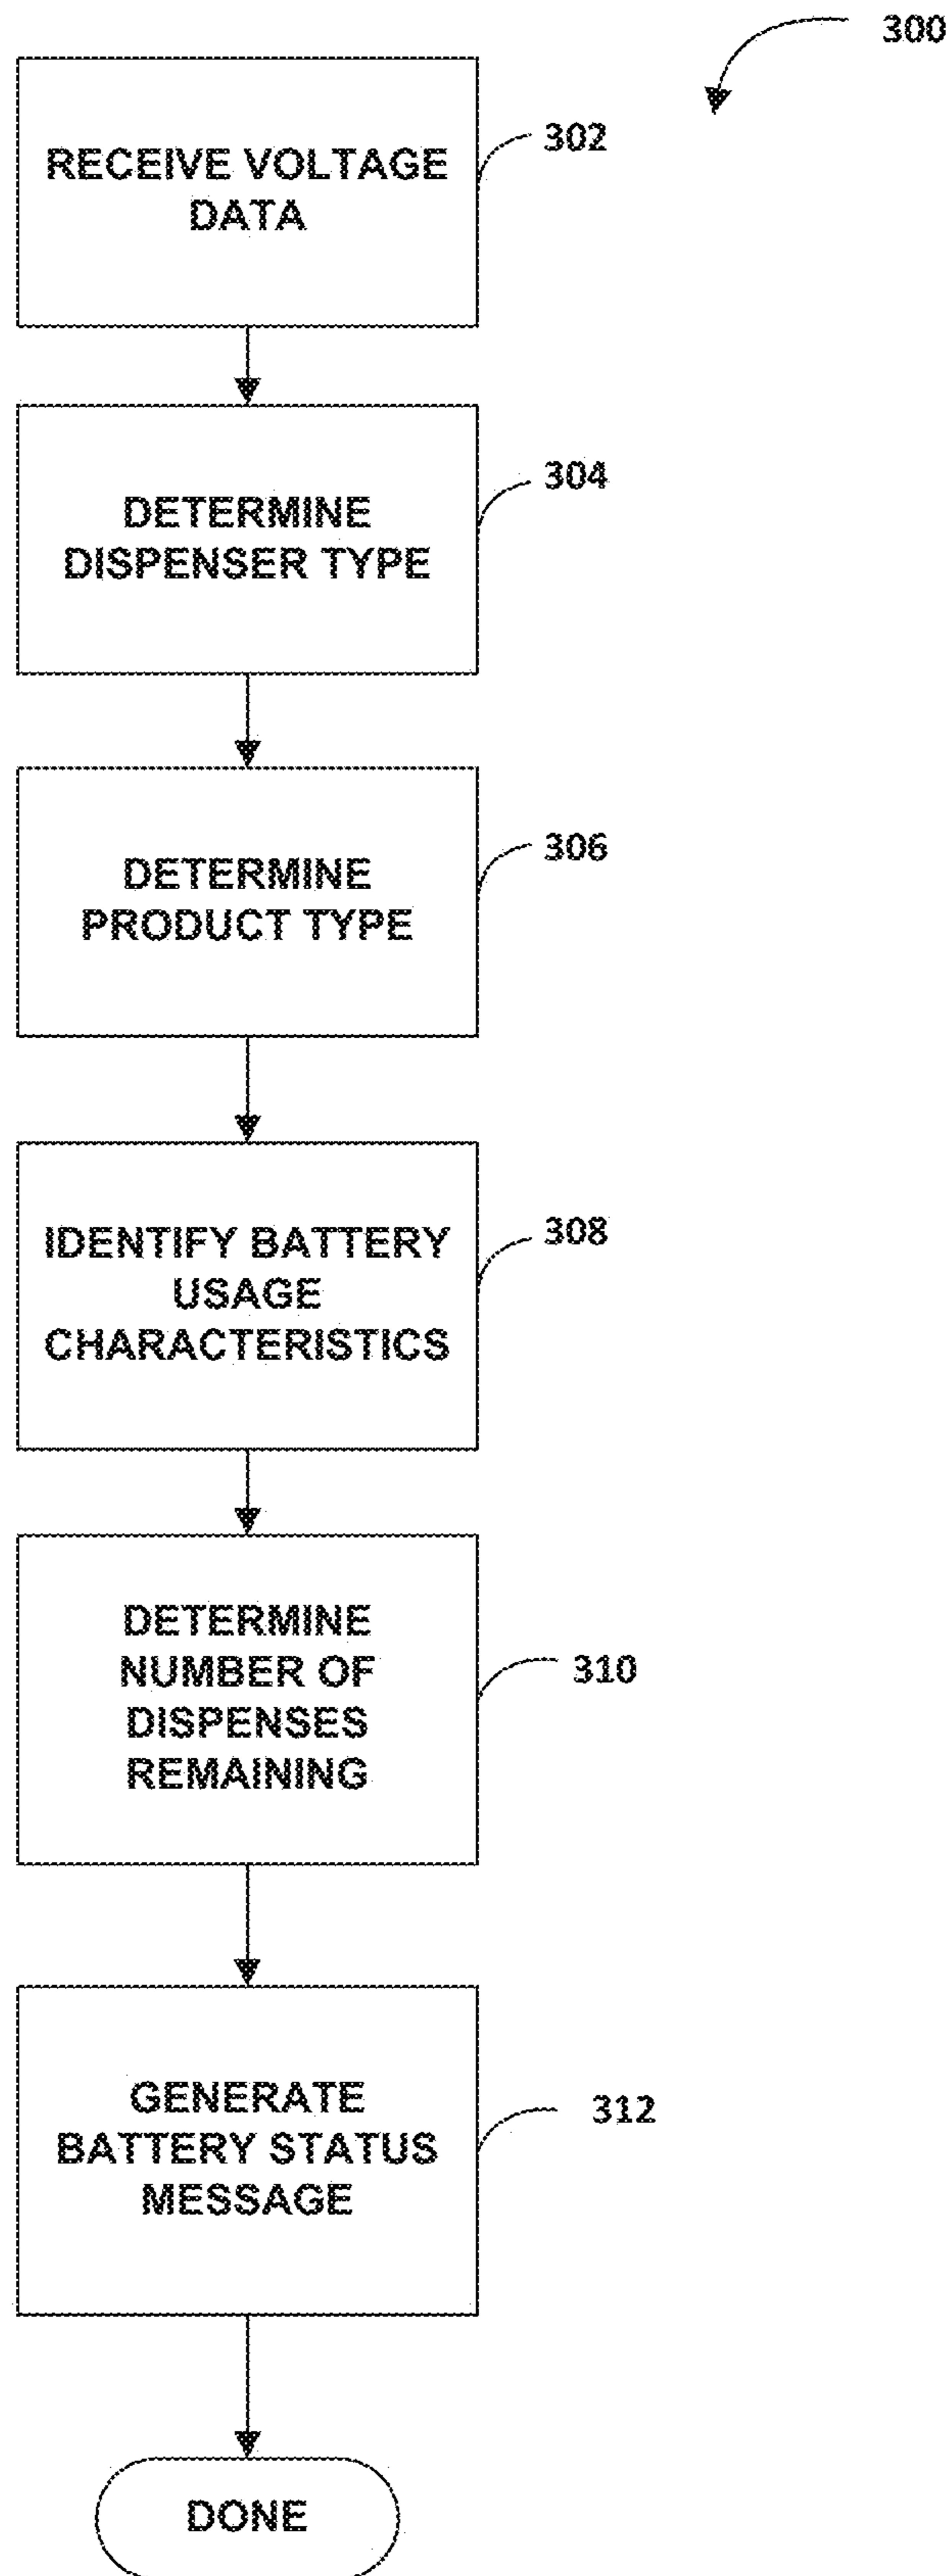 300
RECEIVE VOLTAGE
DATA
302
DETERMINE
DISPENSER TYPE
304
DETERMINE
PRODUCT TYPE
306
IDENTIFY BATTERY
USAGE
CHARACTERISTICS
308
DETERMINE
NUMBER OF
DISPENSES
REMAINING
310
GENERATE
BATTERY STATUS
MESSAGE
312
DONE